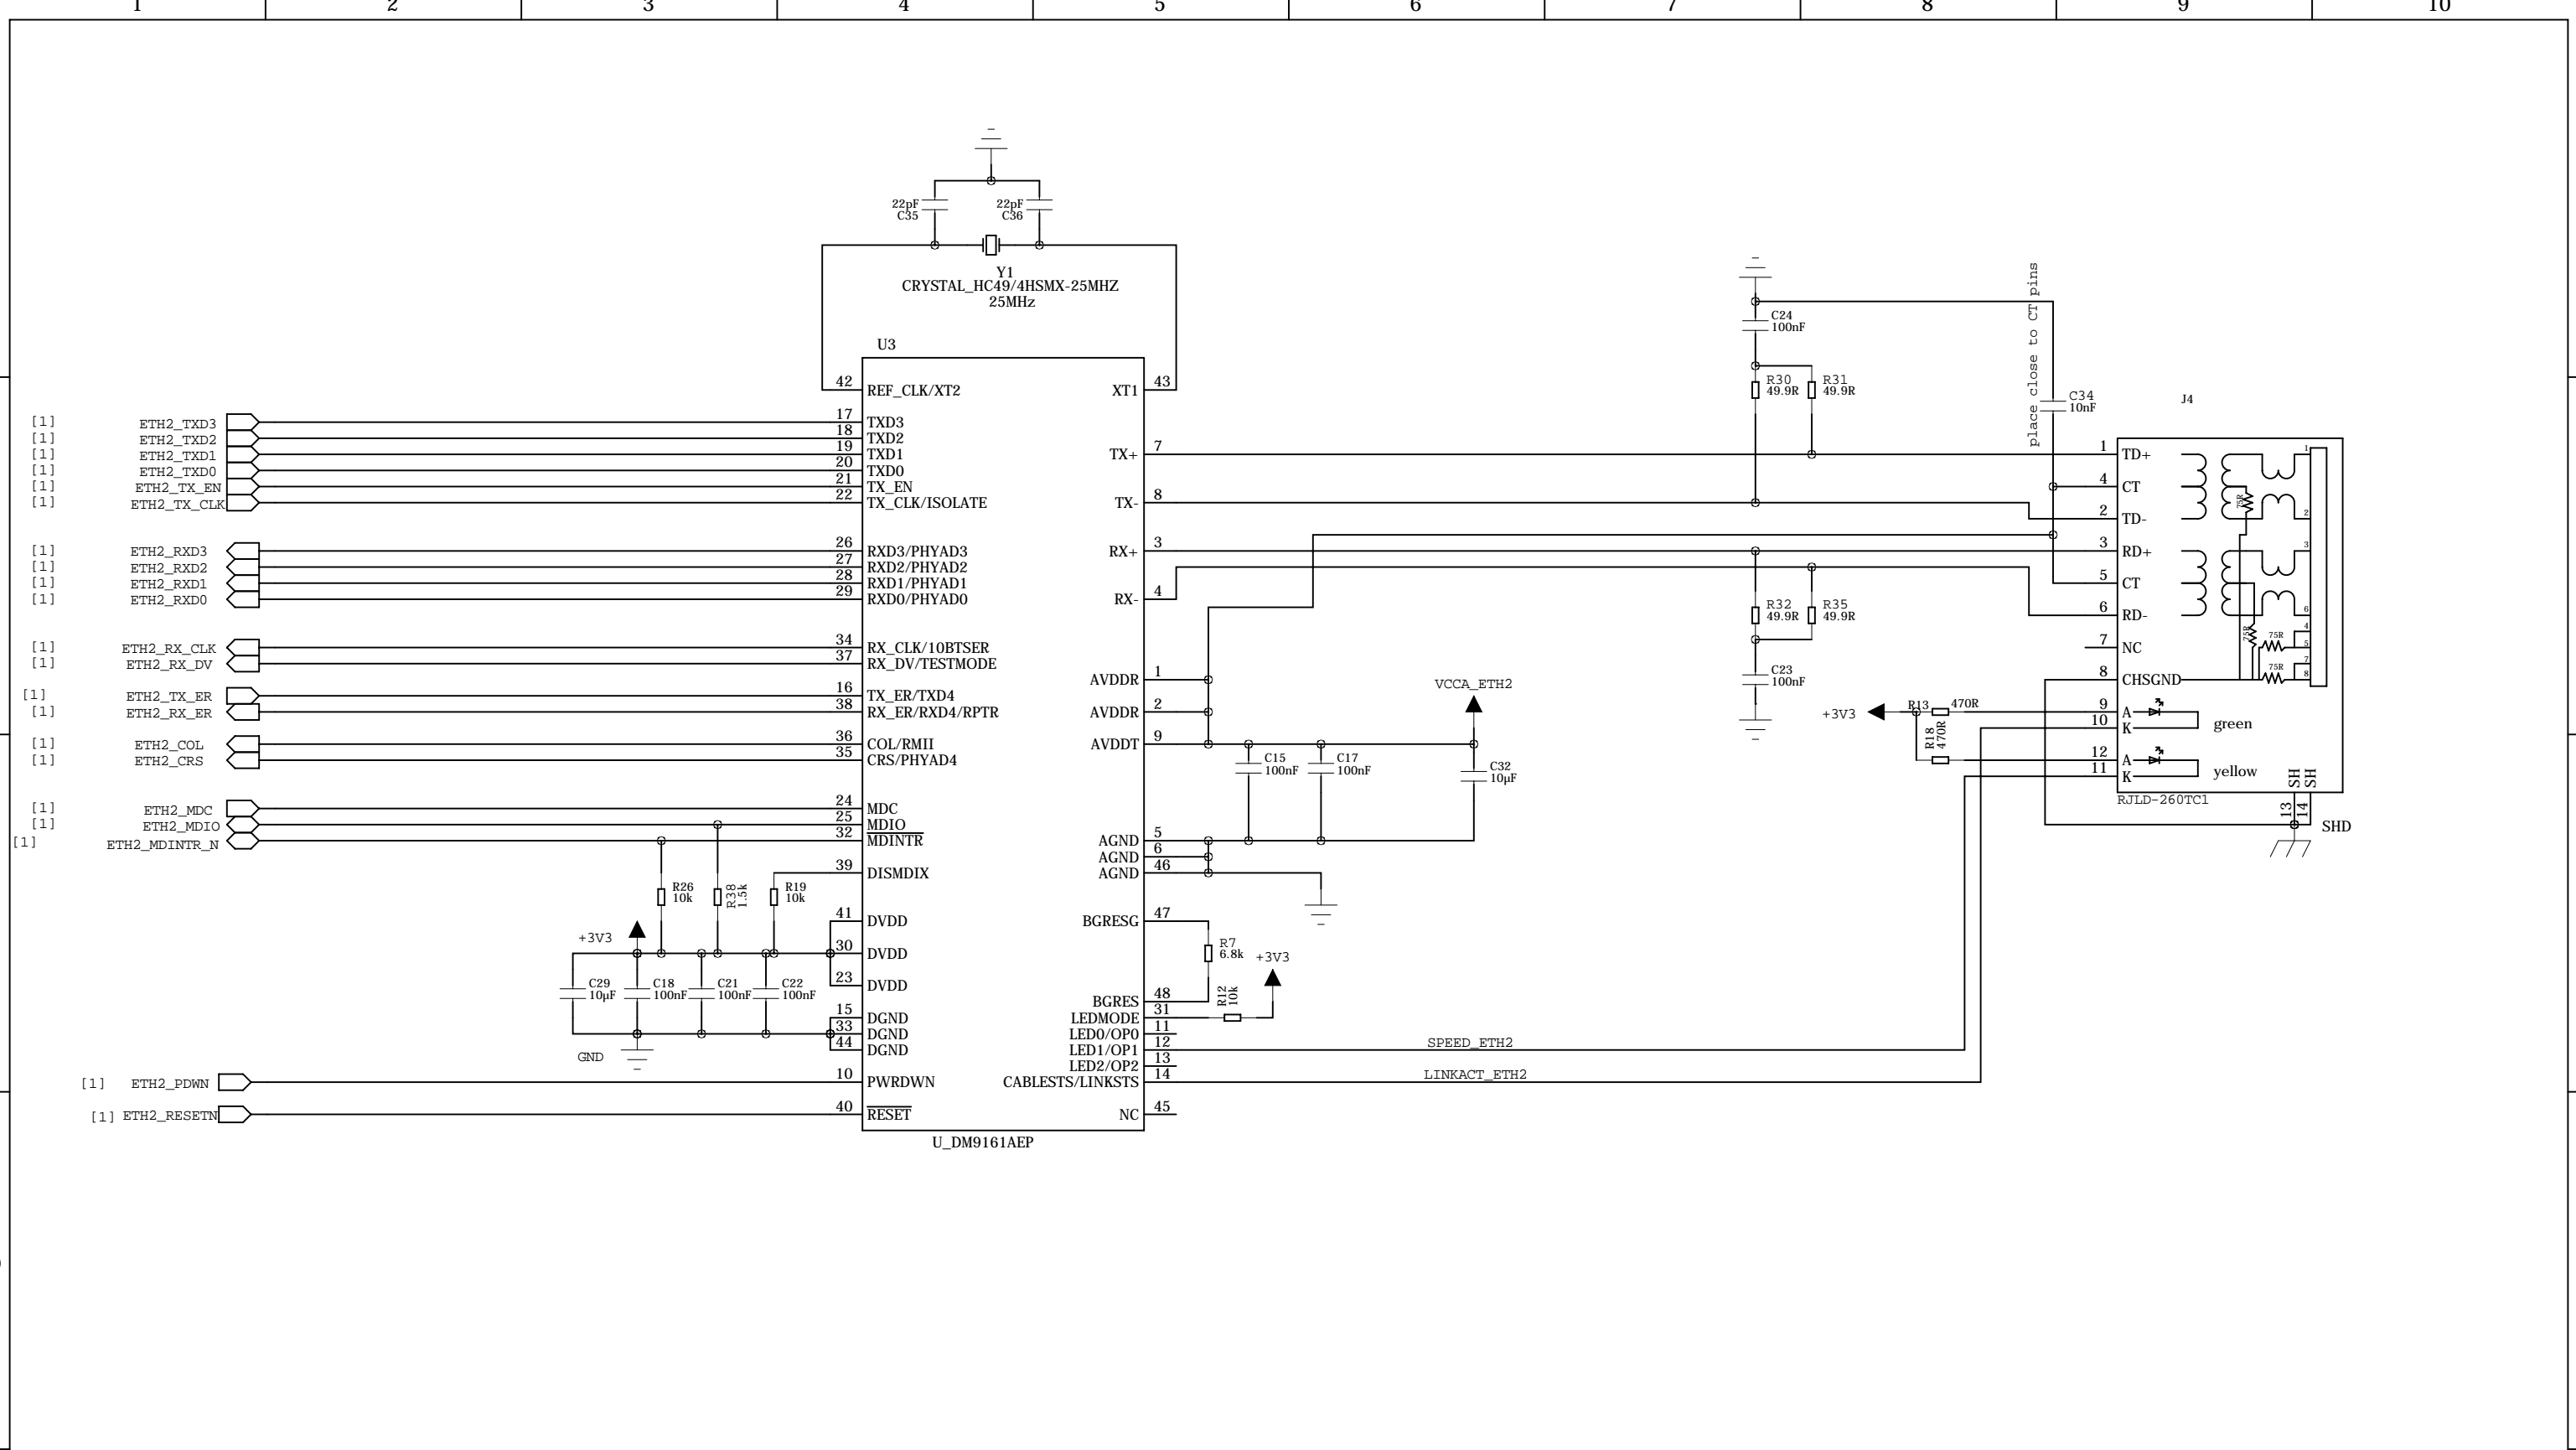 1 2 3 4 5 6 7 8 9 10
22pF
C35
22pF
C36
Y1
CRYSTAL_HC49/4HSMX-25MHZ
25MHz
U3
42 REF_CLK/XT2
XT1 43
[1] ETH2_TXD3 17 TXD3
[1] ETH2_TXD2 18 TXD2
[1] ETH2_TXD1 19 TXD1
[1] ETH2_TXD0 20 TXD0
[1] ETH2_TX_EN 21 TX_EN
[1] ETH2_TX_CLK 22 TX_CLK/ISOLATE
[1] ETH2_RXD3 26 RXD3/PHYAD3
[1] ETH2_RXD2 27 RXD2/PHYAD2
[1] ETH2_RXD1 28 RXD1/PHYAD1
[1] ETH2_RXD0 29 RXD0/PHYAD0
[1] ETH2_RX_CLK 34 RX_CLK/10BTSER
[1] ETH2_RX_DV 37 RX_DV/TESTMODE
[1] ETH2_TX_ER 16 TX_ER/TXD4
[1] ETH2_RX_ER 38 RX_ER/RXD4/RPTR
[1] ETH2_COL 36 COL/RMII
[1] ETH2_CRS 35 CRS/PHYAD4
[1] ETH2_MDC 24 MDC
[1] ETH2_MDIO 25 MDIO
[1] ETH2_MDINTR_N 32 MDINTR
39 DISMDIX
R26
10k
R38
1.5k
R19
10k
41 DVDD
30 DVDD
23 DVDD
+3V3
C29
10µF
C18
100nF
C21
100nF
C22
100nF
15 DGND
33 DGND
44 DGND
GND
[1] ETH2_PDWN 10 PWRDWN
[1] ETH2_RESETN 40 RESET
U_DM9161AEP
TX+ 7
TX- 8
RX+ 3
RX- 4
AVDDR 1
AVDDR 2
AVDDT 9
AGND 5
AGND 6
AGND 46
BGRESG 47
BGRES 48
LEDMODE 31
LED0/OP0 11
LED1/OP1 12
LED2/OP2 13
CABLESTS/LINKSTS 14
NC 45
VCCA_ETH2
C15
100nF
C17
100nF
C32
10µF
R7
6.8k
+3V3
R12
10k
SPEED_ETH2
LINKACT_ETH2
C24
100nF
R30
49.9R
R31
49.9R
R32
49.9R
R35
49.9R
C23
100nF
place close to CT pins
C34
10nF
+3V3
R13 470R
R18
470R
J4
1 TD+
4 CT
2 TD-
3 RD+
5 CT
6 RD-
7 NC
8 CHSGND
9 A
10 K
green
12 A
11 K
yellow
75R
75R
75R
75R
1
2
3
6
4
5
7
8
RJLD-260TC1
SH
SH
13
14
SHD